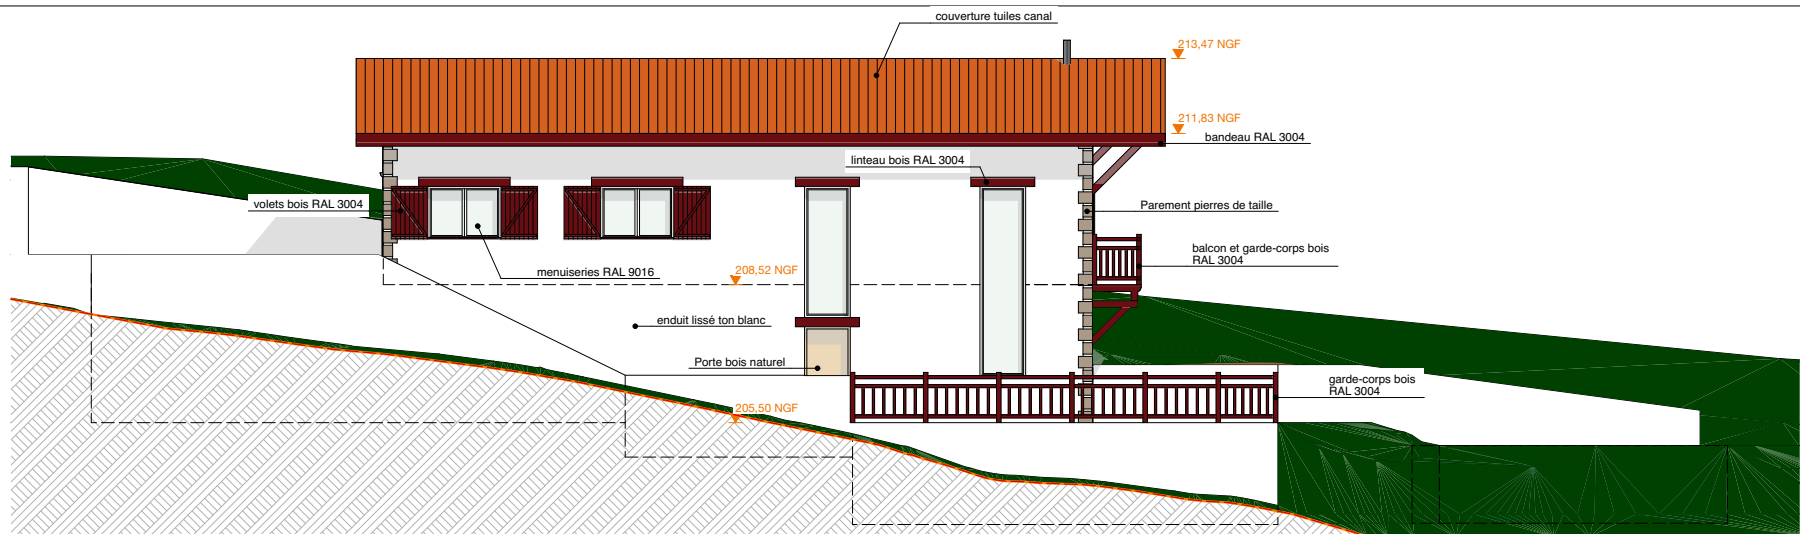 couverture tuiles canal
213,47 NGF
211,83 NGF
bandeau RAL 3004
linteau bois RAL 3004
volets bois RAL 3004
Parement pierres de taille
balcon et garde-corps bois
RAL 3004
menuiseries RAL 9016
208,52 NGF
enduit lissé ton blanc
Porte bois naturel
garde-corps bois
RAL 3004
205,50 NGF